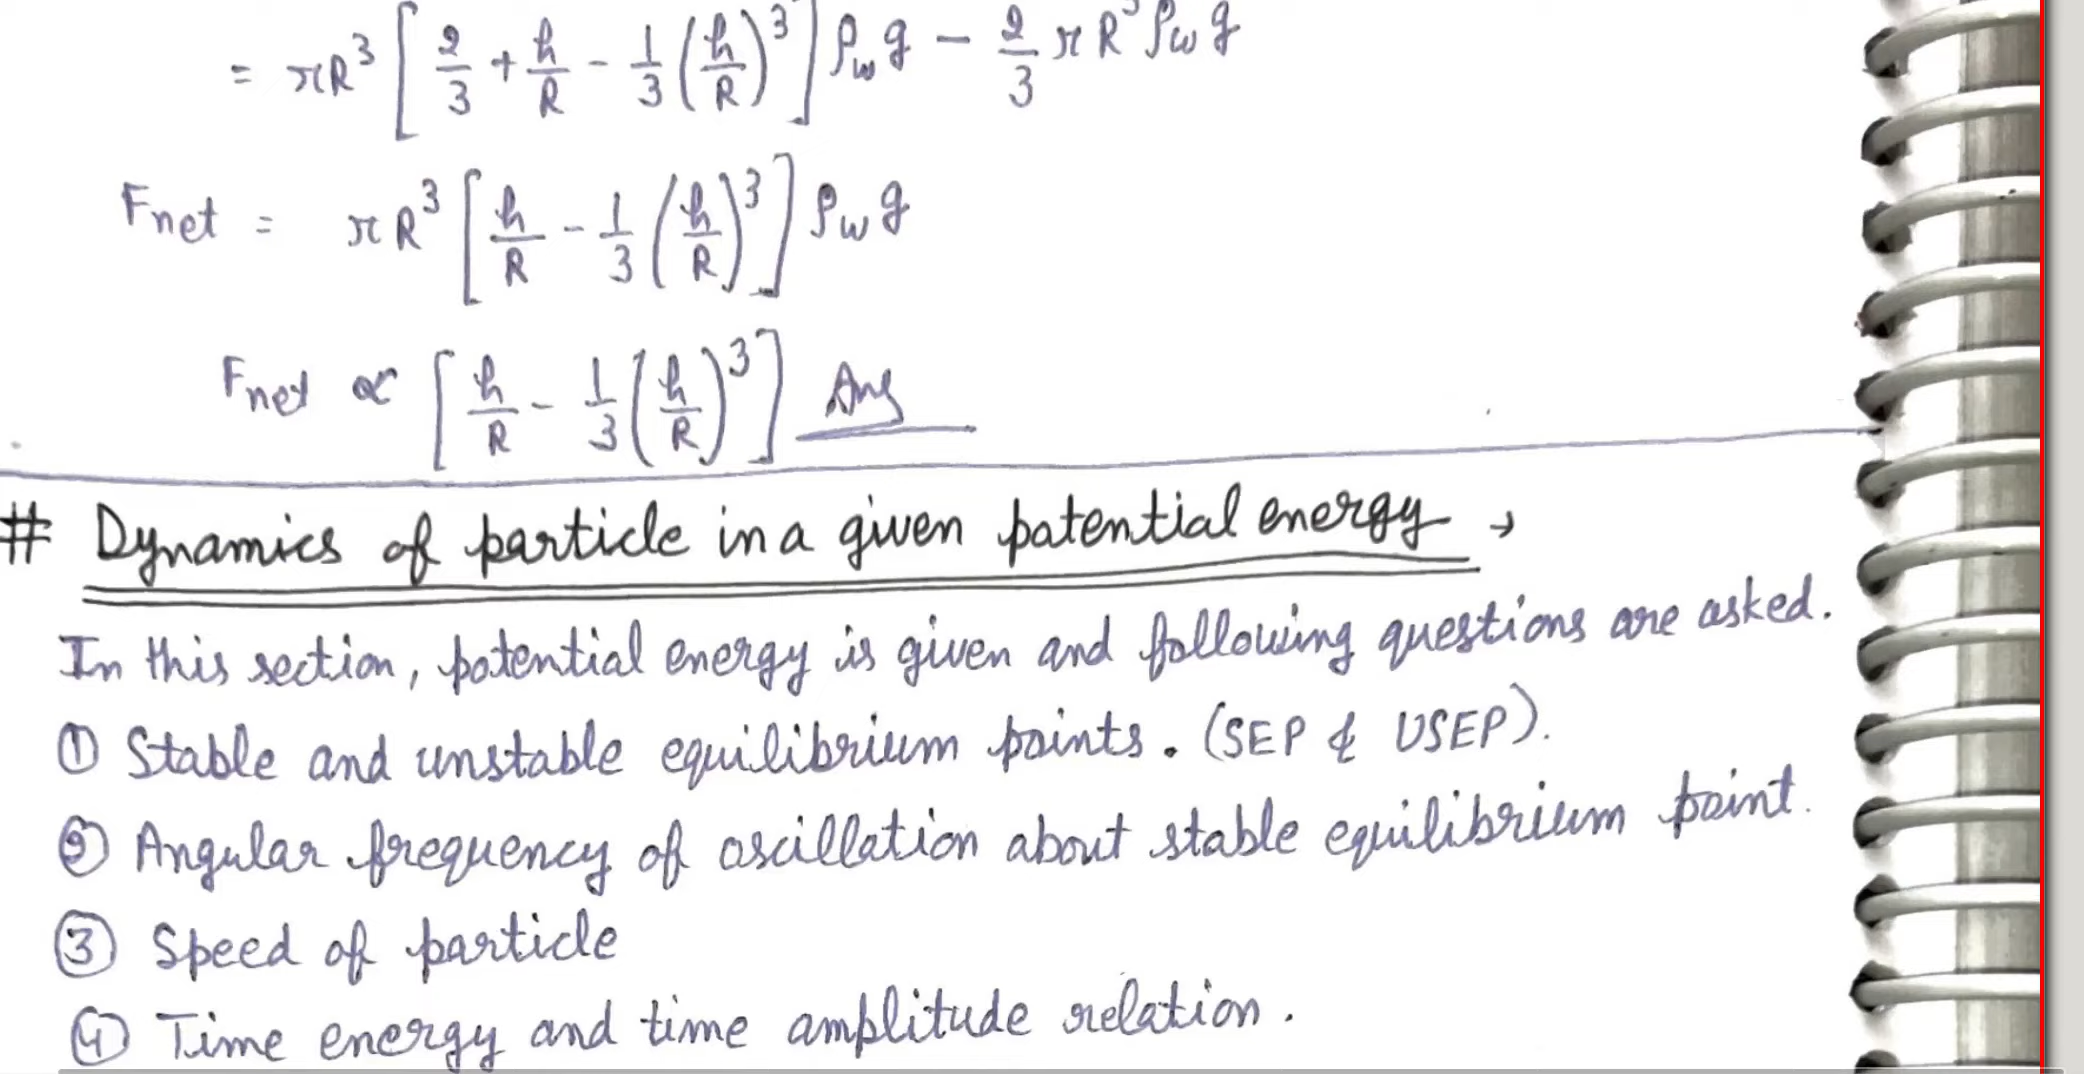 = πR³ [ 2/3 + h/R - 1/3 (h/R)³ ] ρw g - 2/3 π R³ ρw g
Fnet = πR³ [ h/R - 1/3 (h/R)³ ] ρw g
Fnet ∝ [ h/R - 1/3 (h/R)³ ] Ans
# Dynamics of particle in a given potential energy →
In this section, potential energy is given and following questions are asked.
① Stable and unstable equilibrium points. (SEP & USEP).
② Angular frequency of oscillation about stable equilibrium point.
③ Speed of particle
④ Time energy and time amplitude relation.